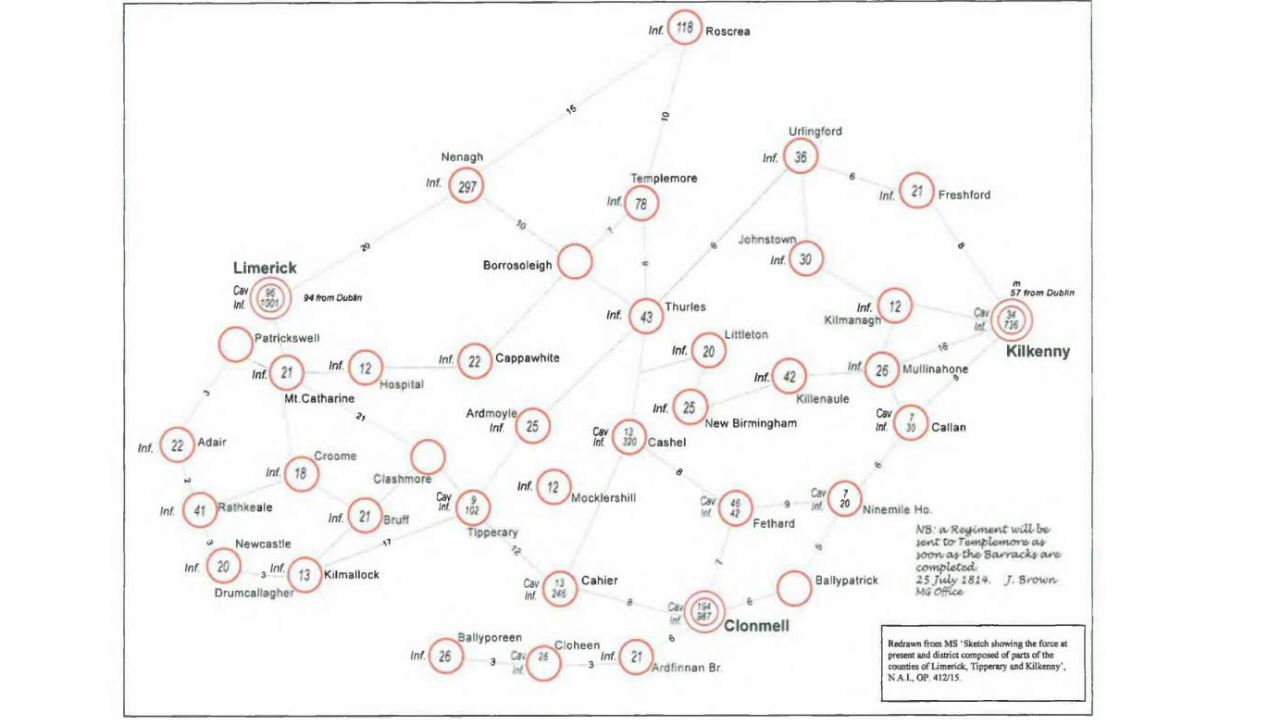 Inf. 118 Roscrea
15
10
Urlingford
Inf. 36
Nenagh
Inf. 297
6
Inf. 21 Freshford
Templemore
Inf. 78
10
7
20
8
Johnstown
Inf. 30
Borrosoleigh
Limerick
Cav 96
Inf. 1001
94 from Dublin
m
57 from Dublin
Inf. 12
Kilmanagh
Cav 34
Inf. 736
Kilkenny
Inf. 43 Thurles
Patrickswell
Littleton
Inf. 20
16
Inf. 21
Mt.Catharine
Inf. 12
Hospital
Inf. 22 Cappawhite
Inf. 42
Killenaule
Inf. 26 Mullinahone
3
21
Ardmoyle
Inf. 25
Inf. 25
New Birmingham
Cav 7
Inf. 30
Callan
Cav 13
Inf. 320
Cashel
Inf. 22 Adair
Croome
Inf. 18
Clashmore
8
6
2
Inf. 12
Mocklershill
Inf. 41 Rathkeale
Inf. 21 Bruff
Cav 9
Inf. 102
Tipperary
Cav 46
Inf. 42
Fethard
9
Cav 7
Inf. 20
Ninemile Ho.
NB: a Regiment will be
sent to Templemore as
soon as the Barracks are
completed.
25 July 1814. J. Brown
MG Office
17
12
5
3
Newcastle
Inf. 20
3
Inf. 13 Kilmallock
Drumcallagher
7
Cav 13
Inf. 246
Cahier
8
Ballypatrick
6
Cav 194
Inf 987
Clonmell
6
Ballyporeen
Inf. 26
3
Cloheen
Cav 26
Inf.
3
Inf. 21
Ardfinnan Br.
Redrawn from MS 'Sketch showing the force at
present and district composed of parts of the
counties of Limerick, Tipperary and Kilkenny',
N.A.I., OP. 412/15.